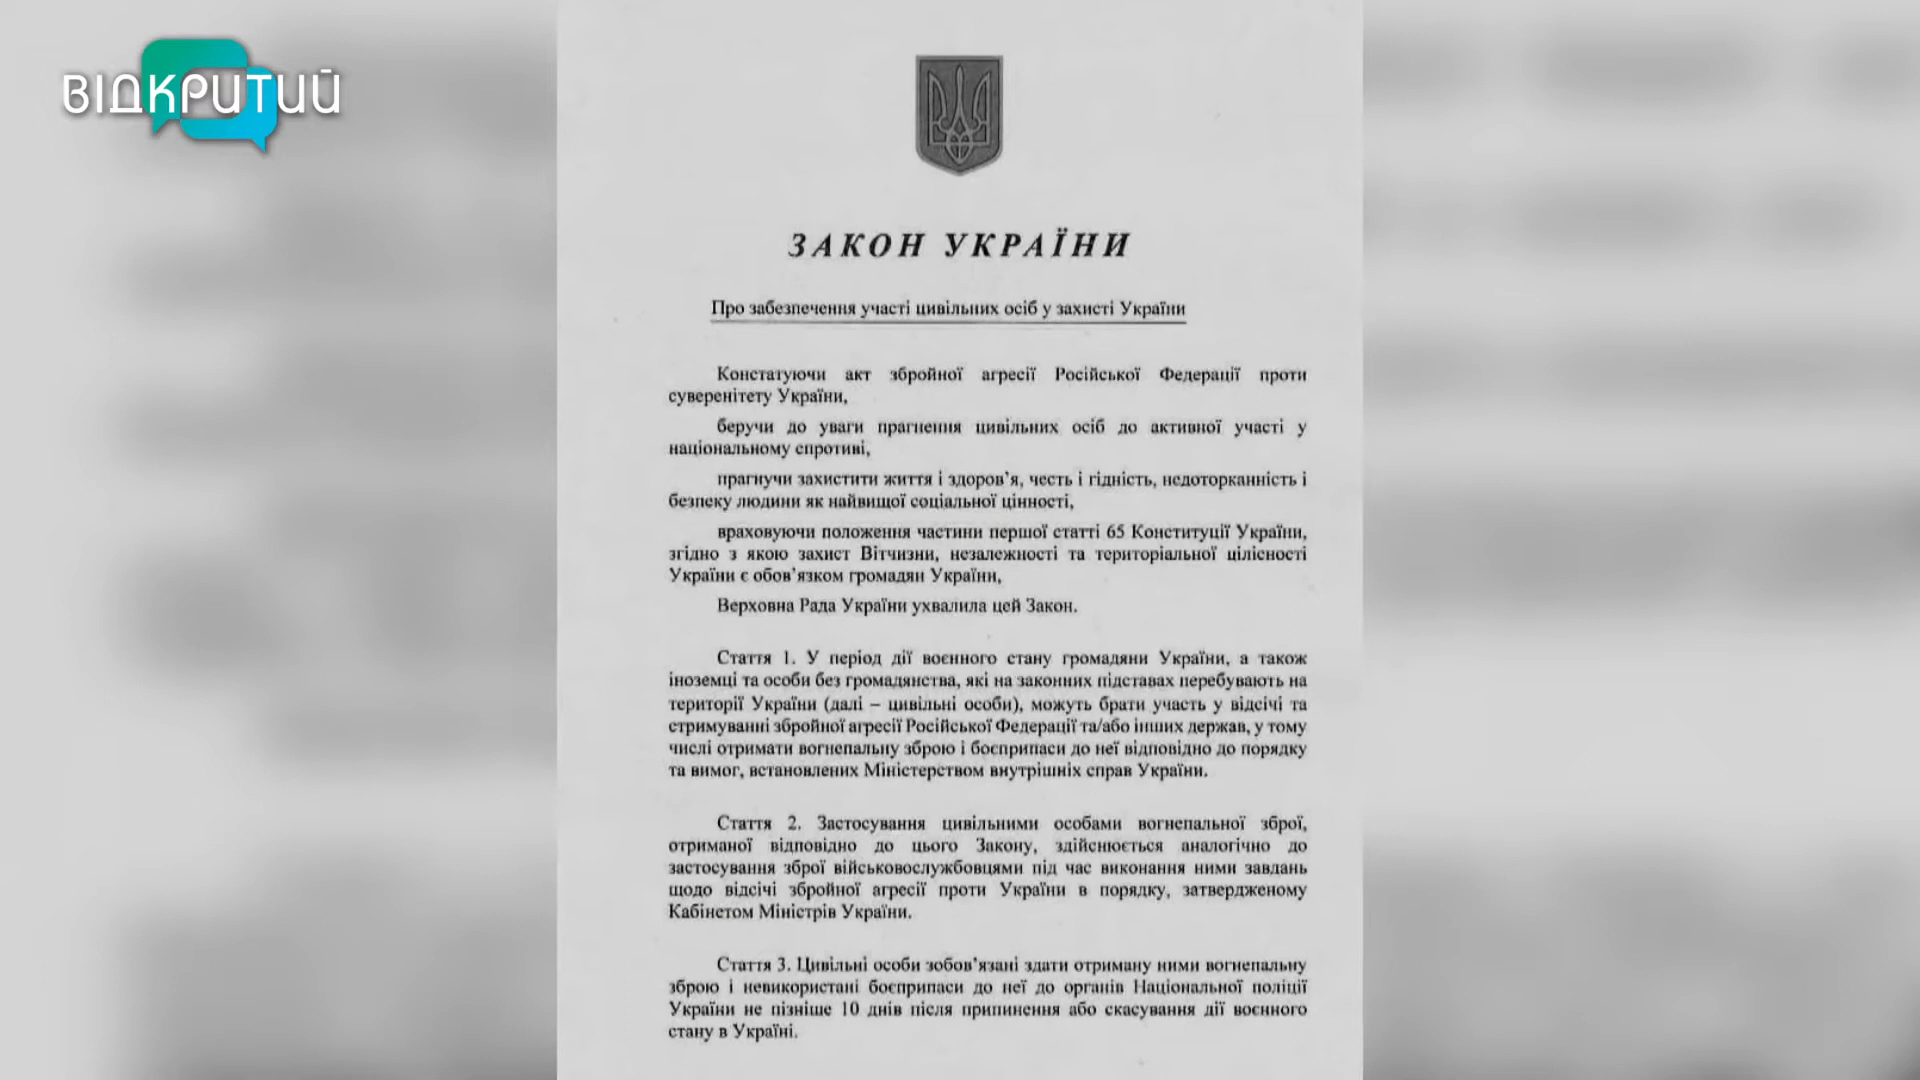 ВІДКРИТИЙ
ЗАКОН УКРАЇНИ
Про забезпечення участі цивільних осіб у захисті України
Констатуючи акт збройної агресії Російської Федерації проти
суверенітету України,
беручи до уваги прагнення цивільних осіб до активної участі у
національному спротиві,
прагнучи захистити життя і здоров’я, честь і гідність, недоторканність і
безпеку людини як найвищої соціальної цінності,
враховуючи положення частини першої статті 65 Конституції України,
згідно з якою захист Вітчизни, незалежності та територіальної цілісності
України є обов’язком громадян України,
Верховна Рада України ухвалила цей Закон.
Стаття 1. У період дії воєнного стану громадяни України, а також
іноземці та особи без громадянства, які на законних підставах перебувають на
території України (далі – цивільні особи), можуть брати участь у відсічі та
стримуванні збройної агресії Російської Федерації та/або інших держав, у тому
числі отримати вогнепальну зброю і боєприпаси до неї відповідно до порядку
та вимог, встановлених Міністерством внутрішніх справ України.
Стаття 2. Застосування цивільними особами вогнепальної зброї,
отриманої відповідно до цього Закону, здійснюється аналогічно до
застосування зброї військовослужбовцями під час виконання ними завдань
щодо відсічі збройної агресії проти України в порядку, затвердженому
Кабінетом Міністрів України.
Стаття 3. Цивільні особи зобов’язані здати отриману ними вогнепальну
зброю і невикористані боєприпаси до неї до органів Національної поліції
України не пізніше 10 днів після припинення або скасування дії воєнного
стану в Україні.